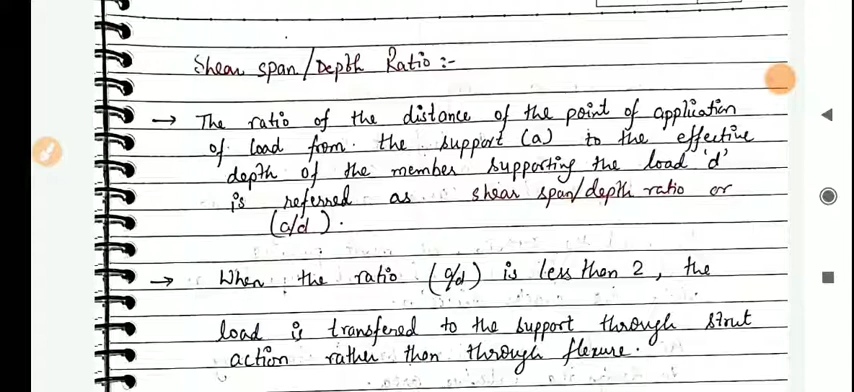 Shear span/Depth Ratio :-
→ The ratio of the distance of the point of application
of load from the support (a) to the effective
depth of the member supporting the load 'd'
is referred as shear span/depth ratio or
(a/d).
→ When the ratio (a/d) is less then 2, the
load is transfered to the support through strut
action rather then through flexure.